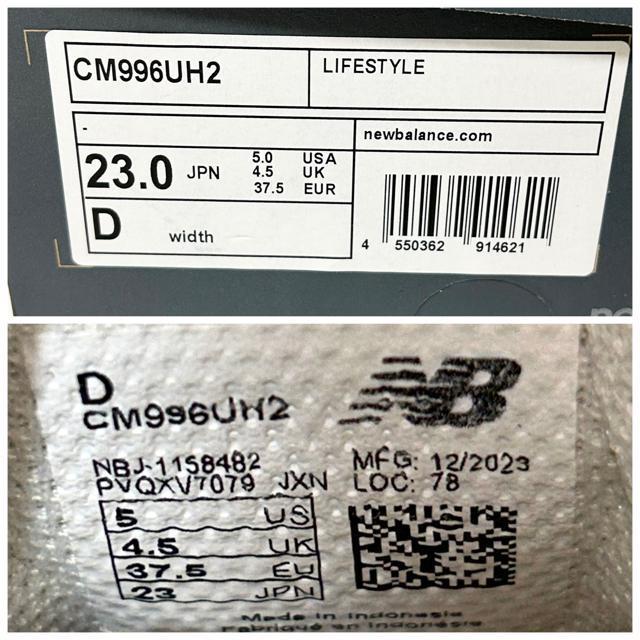 CM996UH2
LIFESTYLE
-
newbalance.com
23.0 JPN
5.0 USA
4.5 UK
37.5 EUR
D width
4 550362 914621
D
CM996UH2
NB
NBJ-1158482
MFG: 12/2023
PVQXV7079 JXN
LOC: 78
5 US
4.5 UK
37.5 EU
23 JPN
Made in Indonesia
Fabriqué en Indonesia